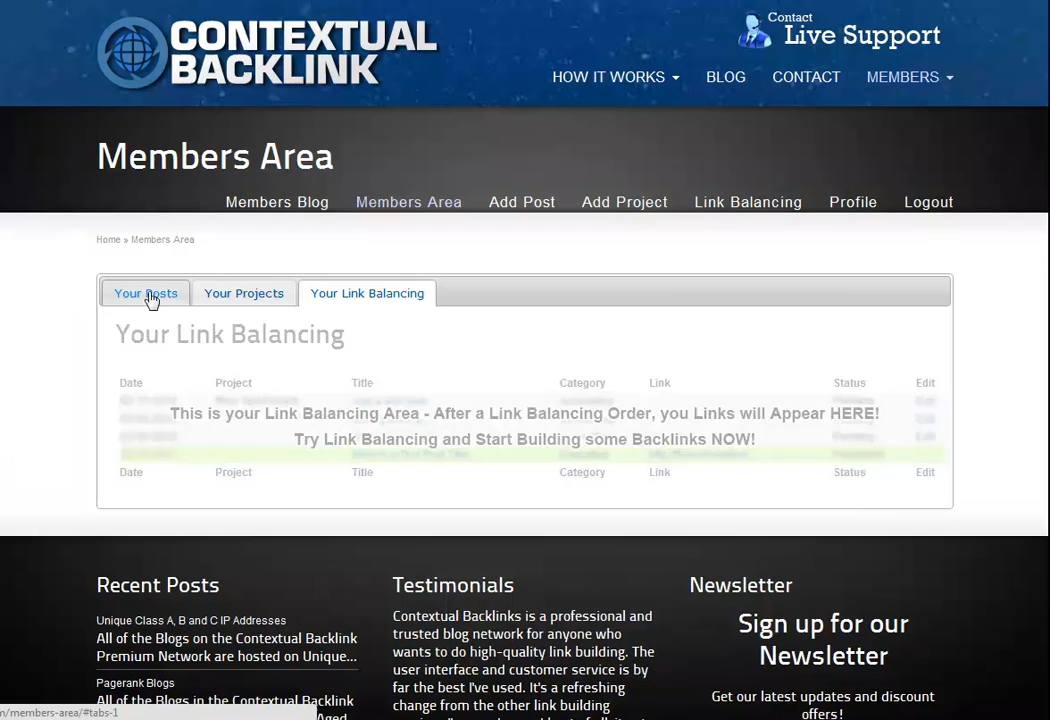 CONTEXTUAL
BACKLINK
Contact
Live Support
HOW IT WORKS
BLOG
CONTACT
MEMBERS
Members Area
Members Blog
Members Area
Add Post
Add Project
Link Balancing
Profile
Logout
Home » Members Area
Your Posts
Your Projects
Your Link Balancing
Your Link Balancing
Date Project Title Category Link Status Edit
This is your Link Balancing Area - After a Link Balancing Order, you Links will Appear HERE!
Try Link Balancing and Start Building some Backlinks NOW!
Date Project Title Category Link Status Edit
Recent Posts
Unique Class A, B and C IP Addresses
All of the Blogs on the Contextual Backlink
Premium Network are hosted on Unique...
Pagerank Blogs
All of the Blogs in the Contextual Backlink
Aged
Testimonials
Contextual Backlinks is a professional and
trusted blog network for anyone who
wants to do high-quality link building. The
user interface and customer service is by
far the best I've used. It's a refreshing
change from the other link building
Newsletter
Sign up for our
Newsletter
Get our latest updates and discount
offers!
m/members-area/#tabs-1